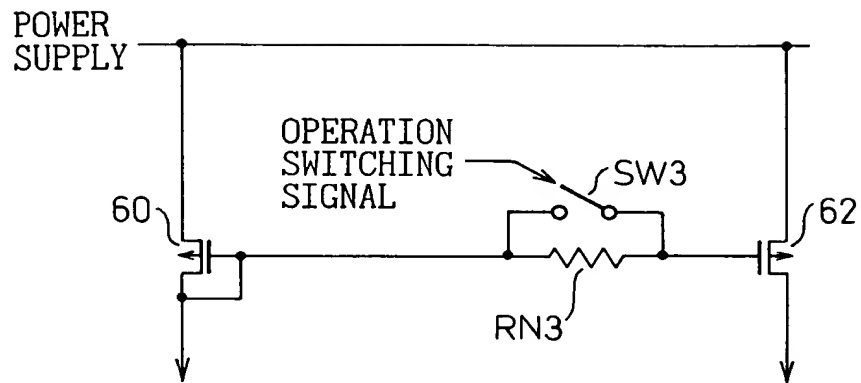 POWER
SUPPLY
OPERATION
SWITCHING
SIGNAL
SW3
60
62
RN3